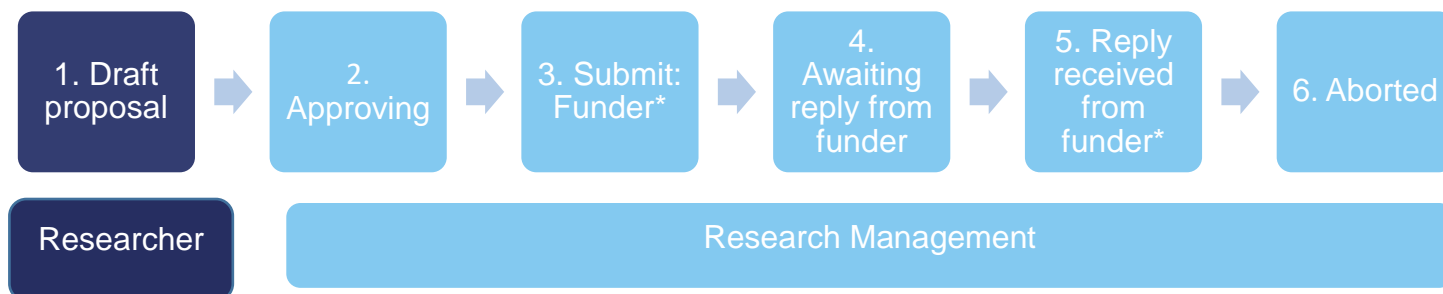 1. Draft
proposal
2.
Approving
3. Submit:
Funder*
4.
Awaiting
reply from
funder
5. Reply
received
from
funder*
6. Aborted
Researcher
Research Management